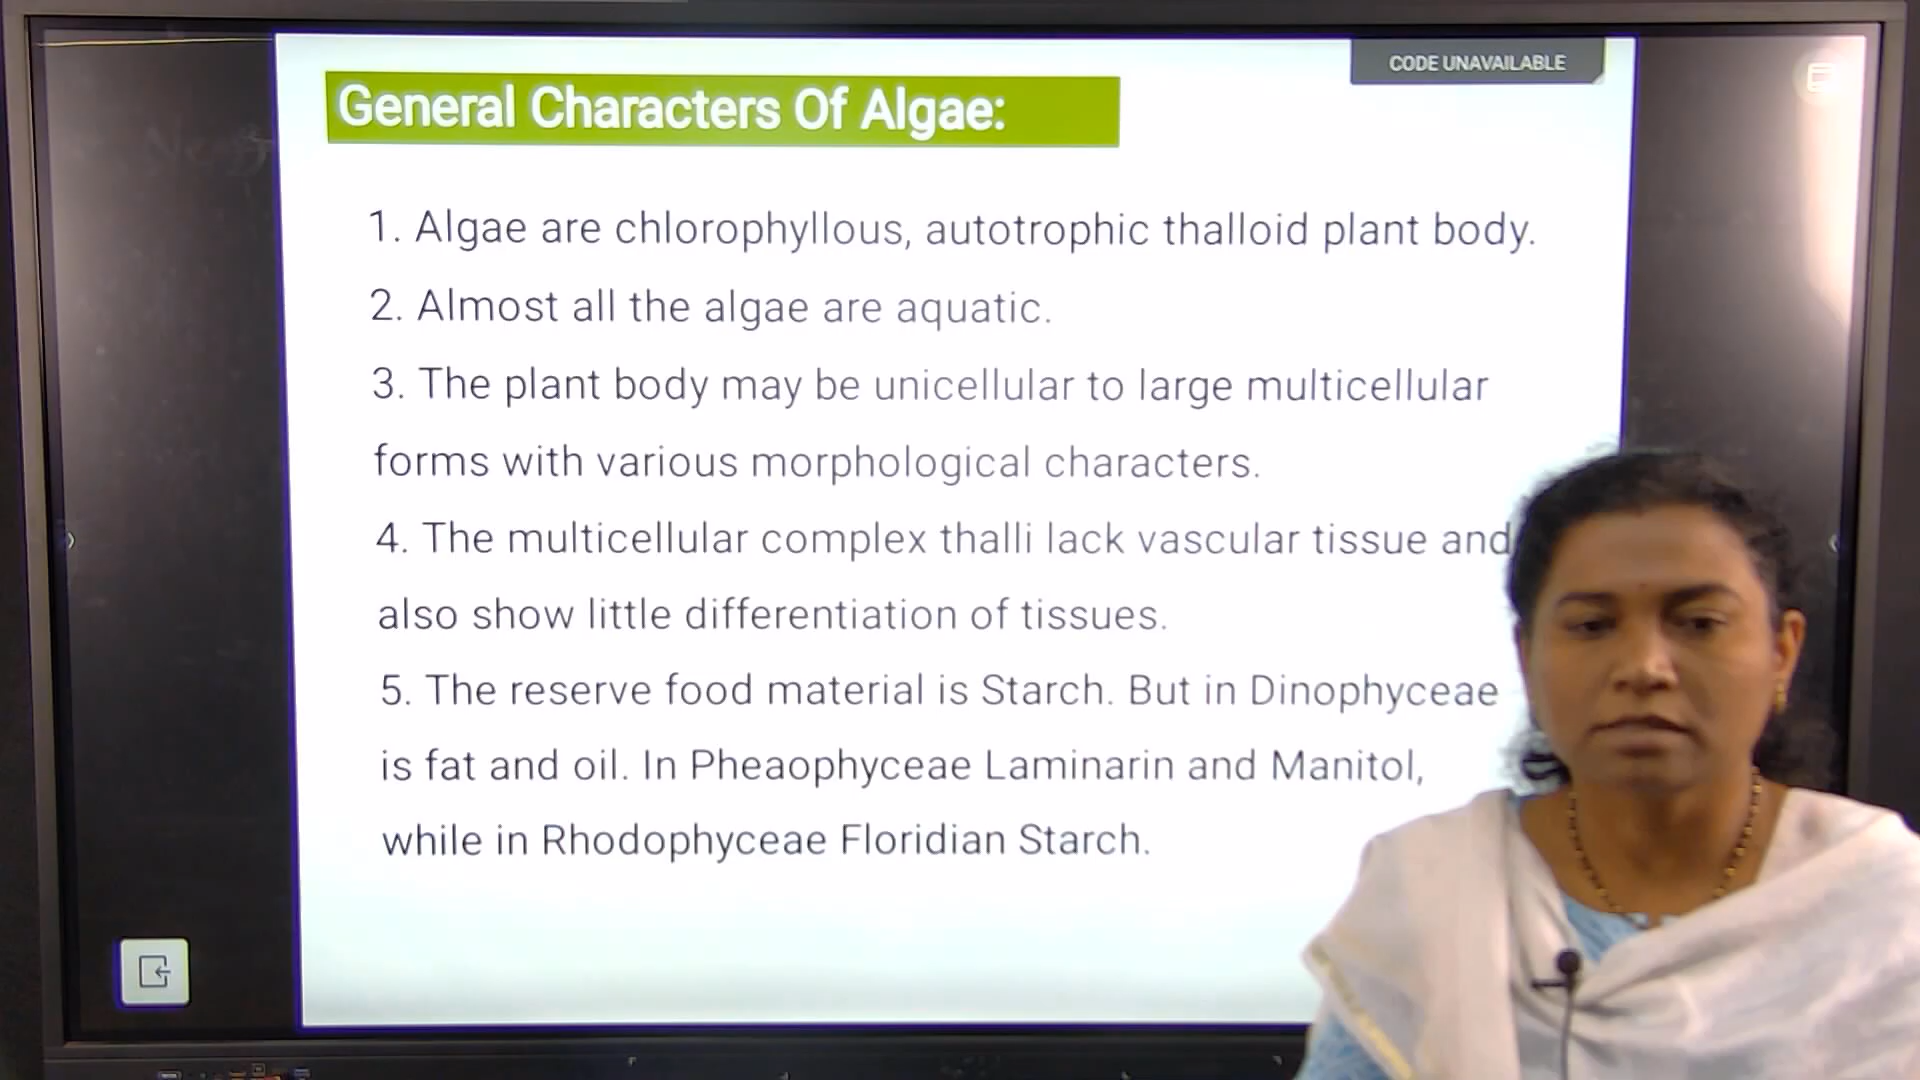 CODE UNAVAILABLE
General Characters Of Algae:
1. Algae are chlorophyllous, autotrophic thalloid plant body.
2. Almost all the algae are aquatic.
3. The plant body may be unicellular to large multicellular
forms with various morphological characters.
4. The multicellular complex thalli lack vascular tissue and
also show little differentiation of tissues.
5. The reserve food material is Starch. But in Dinophyceae
is fat and oil. In Pheaophyceae Laminarin and Manitol,
while in Rhodophyceae Floridian Starch.